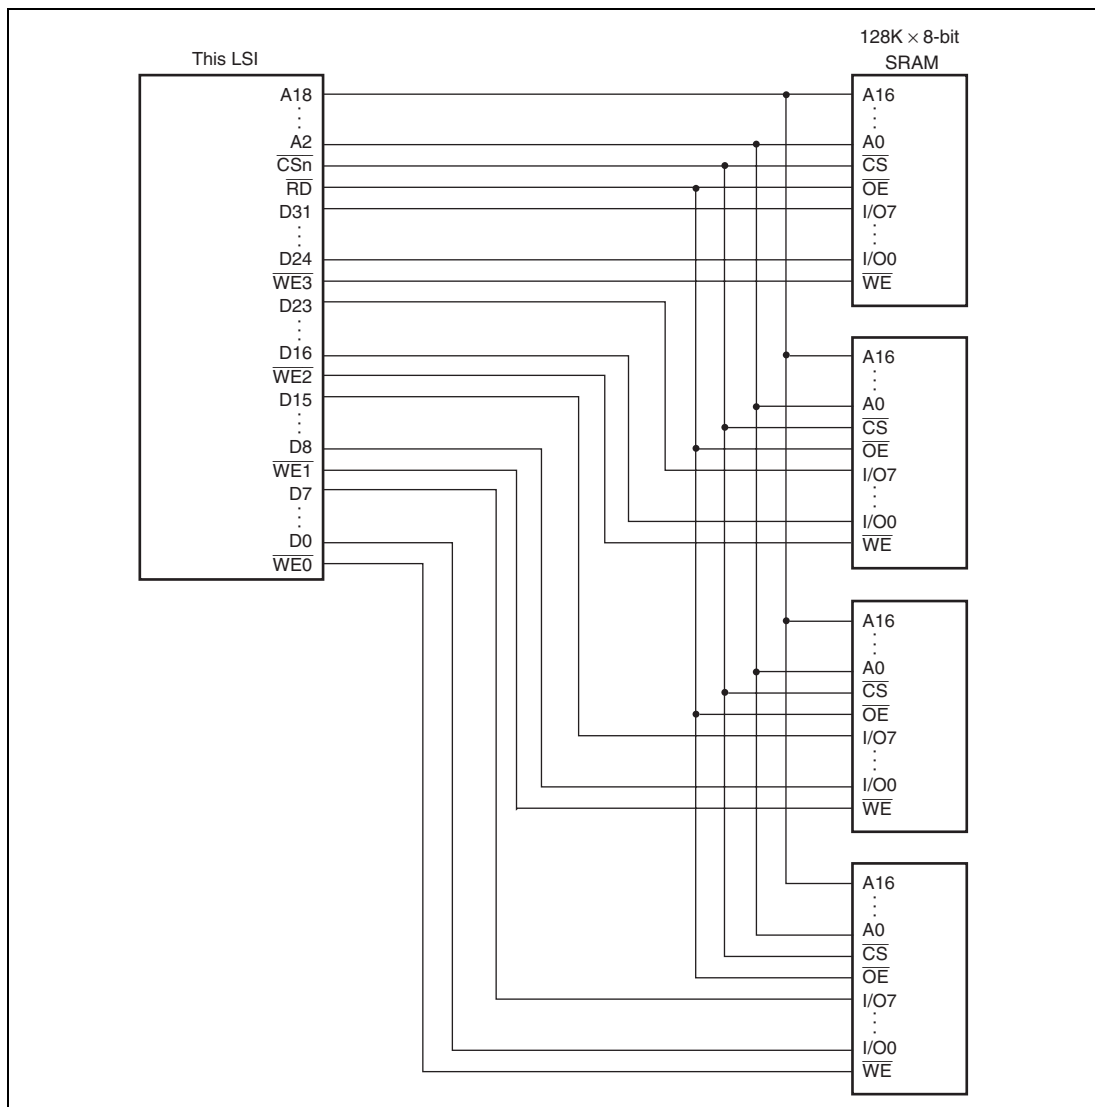 This LSI
A18
A2
CSn
RD
D31
D24
WE3
D23
D16
WE2
D15
D8
WE1
D7
D0
WE0
128K × 8-bit
SRAM
A16
A0
CS
OE
I/O7
I/O0
WE
A16
A0
CS
OE
I/O7
I/O0
WE
A16
A0
CS
OE
I/O7
I/O0
WE
A16
A0
CS
OE
I/O7
I/O0
WE